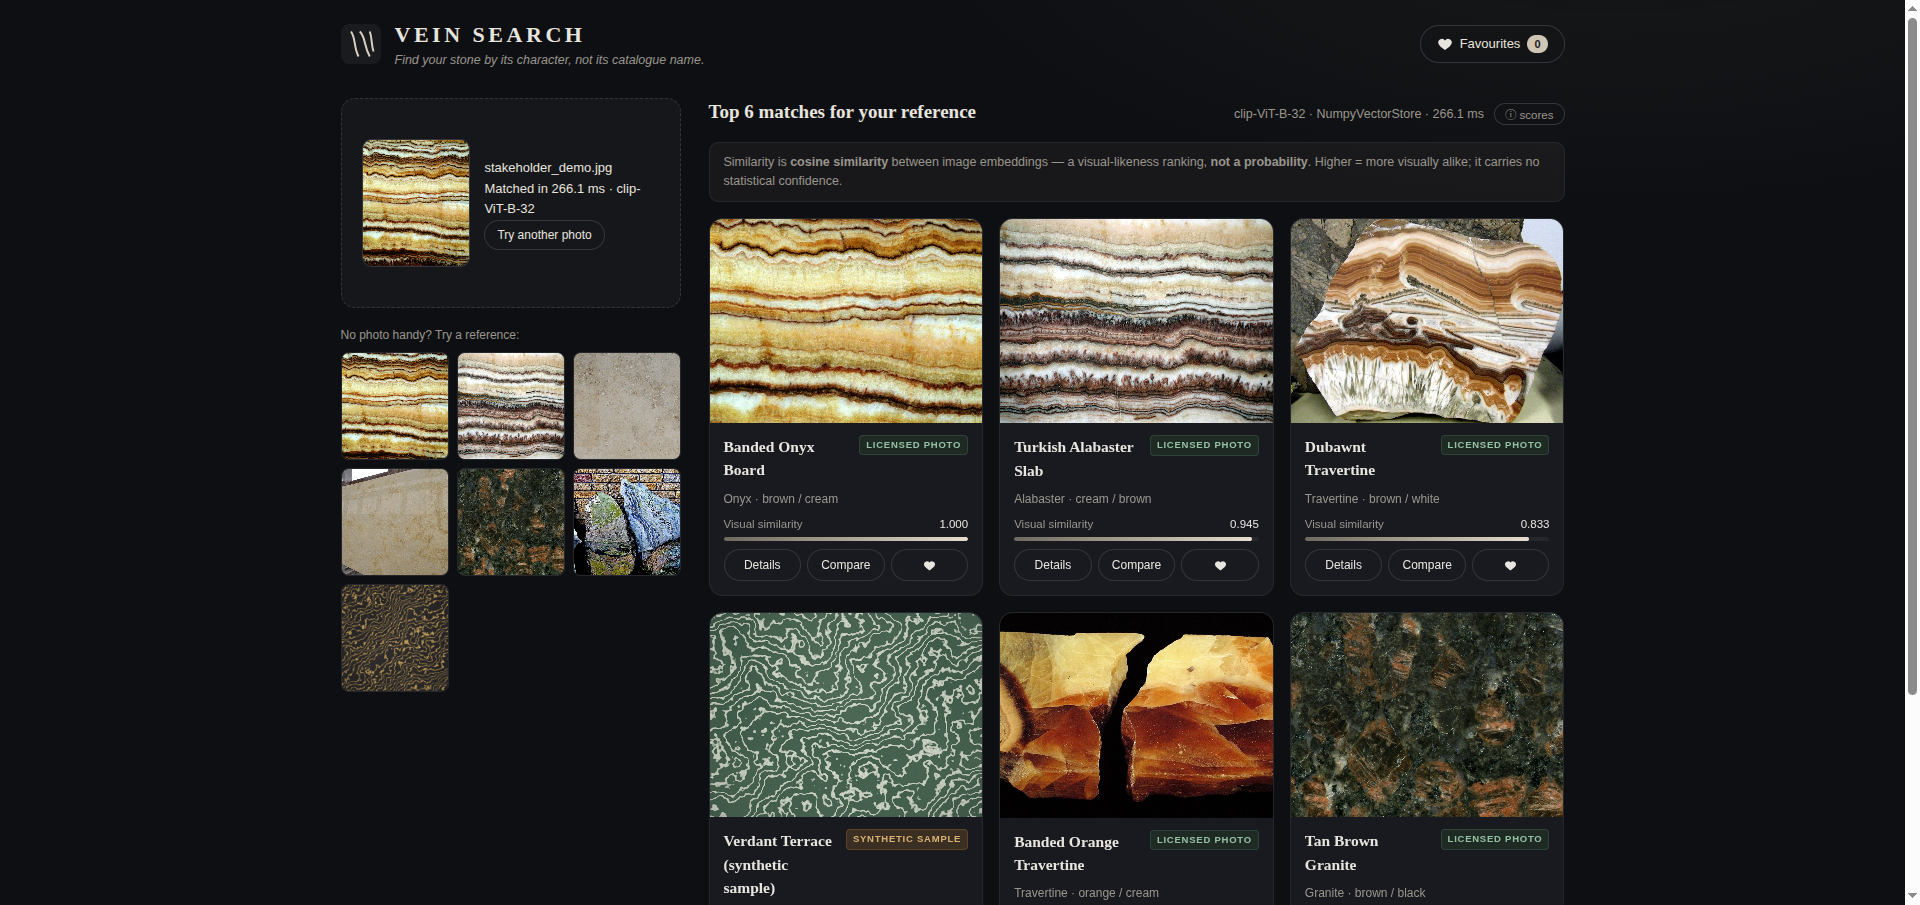 VEIN SEARCH
Find your stone by its character, not its catalogue name.
Favourites 0
stakeholder_demo.jpg
Matched in 266.1 ms · clip-
ViT-B-32
Try another photo
No photo handy? Try a reference:
Top 6 matches for your reference
clip-ViT-B-32 · NumpyVectorStore · 266.1 ms
ⓘ scores
Similarity is cosine similarity between image embeddings — a visual-likeness ranking, not a probability. Higher = more visually alike; it carries no
statistical confidence.
Banded Onyx
Board
LICENSED PHOTO
Onyx · brown / cream
Visual similarity 1.000
Details Compare
Turkish Alabaster
Slab
LICENSED PHOTO
Alabaster · cream / brown
Visual similarity 0.945
Details Compare
Dubawnt
Travertine
LICENSED PHOTO
Travertine · brown / white
Visual similarity 0.833
Details Compare
Verdant Terrace
(synthetic
sample)
SYNTHETIC SAMPLE
Banded Orange
Travertine
LICENSED PHOTO
Travertine · orange / cream
Tan Brown
Granite
LICENSED PHOTO
Granite · brown / black